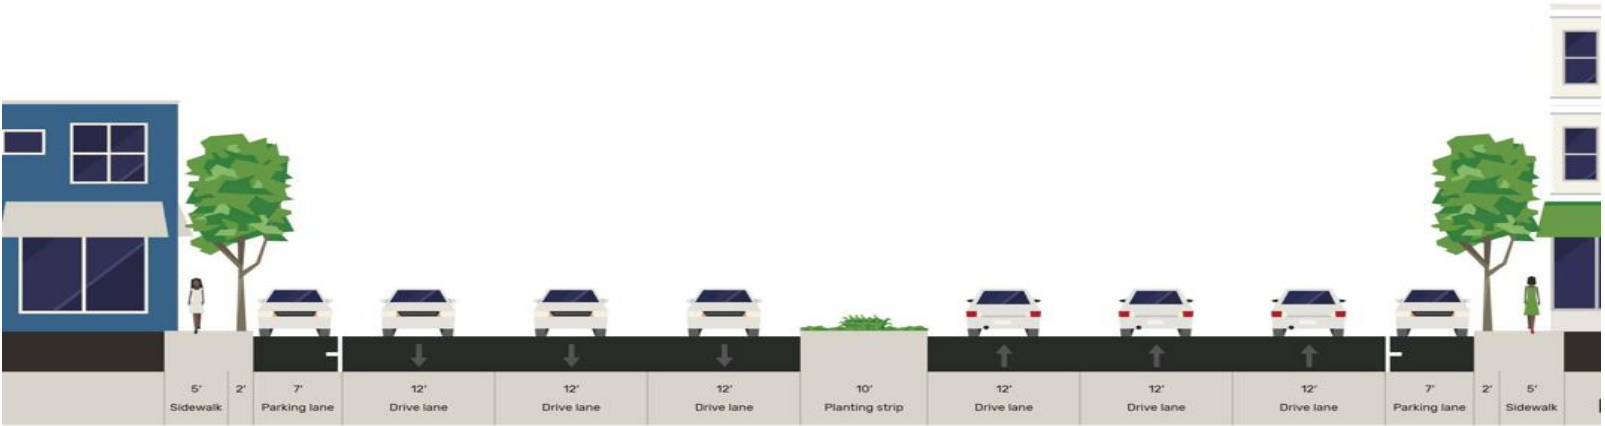 5' 2' 7' 12' 12' 12' 10' 12' 12' 12' 7' 2' 5'
Sidewalk Parking lane Drive lane Drive lane Drive lane Planting strip Drive lane Drive lane Drive lane Parking lane Sidewalk